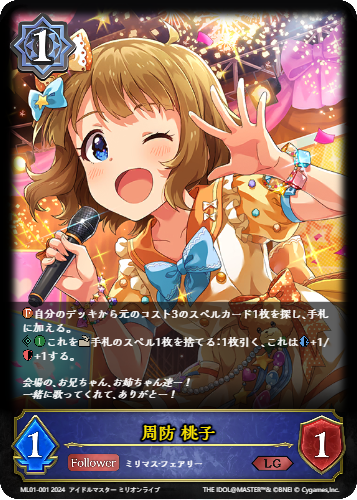 1
自分のデッキから元のコスト3のスペルカード1枚を探し、手札
に加える。
1 これを 手札のスペル1枚を捨てる:1枚引く、これは +1/
+1する。
会場の、お兄ちゃん、お姉ちゃん達ー!
一緒に歌ってくれて、ありがとー!
周防 桃子
1
Follower ミリマス・フェアリー LG
1
ML01-001 2024 アイドルマスター ミリオンライブ THE IDOL@MASTER™& ©BNEI © Cygames,Inc.